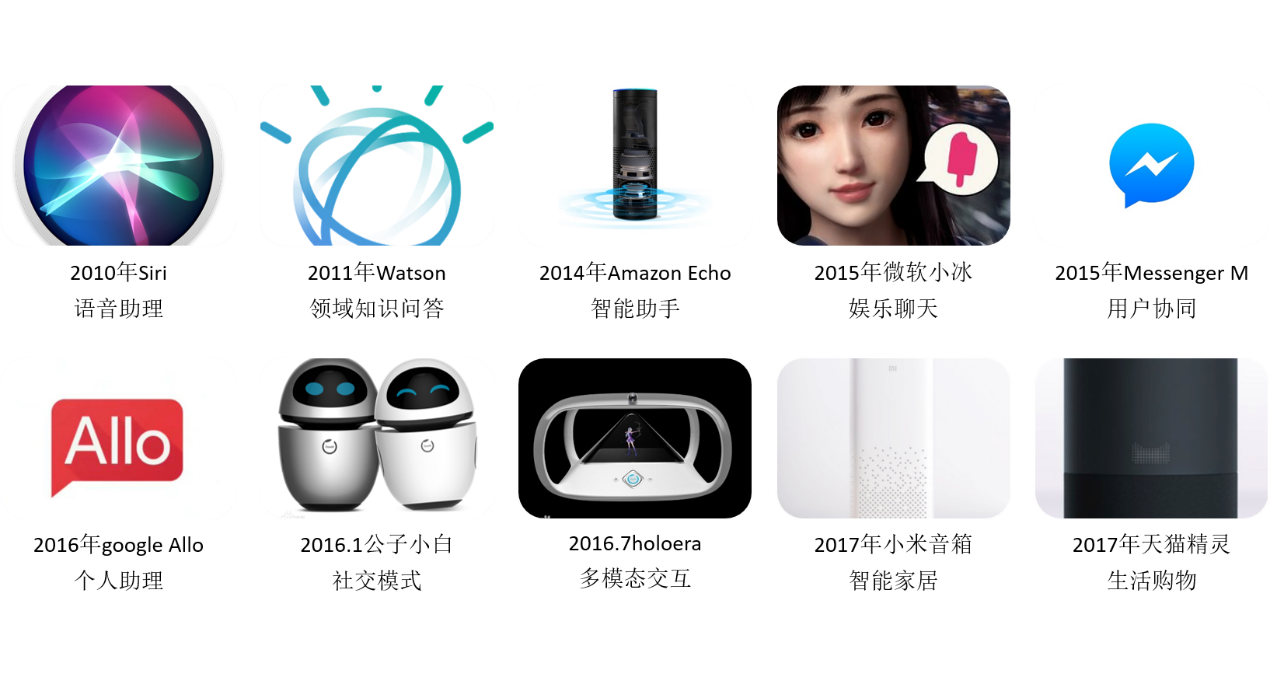 2010年Siri
语音助理
2011年Watson
领域知识问答
2014年Amazon Echo
智能助手
2015年微软小冰
娱乐聊天
2015年Messenger M
用户协同
Allo
2016年google Allo
个人助理
2016.1公子小白
社交模式
2016.7holoera
多模态交互
2017年小米音箱
智能家居
2017年天猫精灵
生活购物